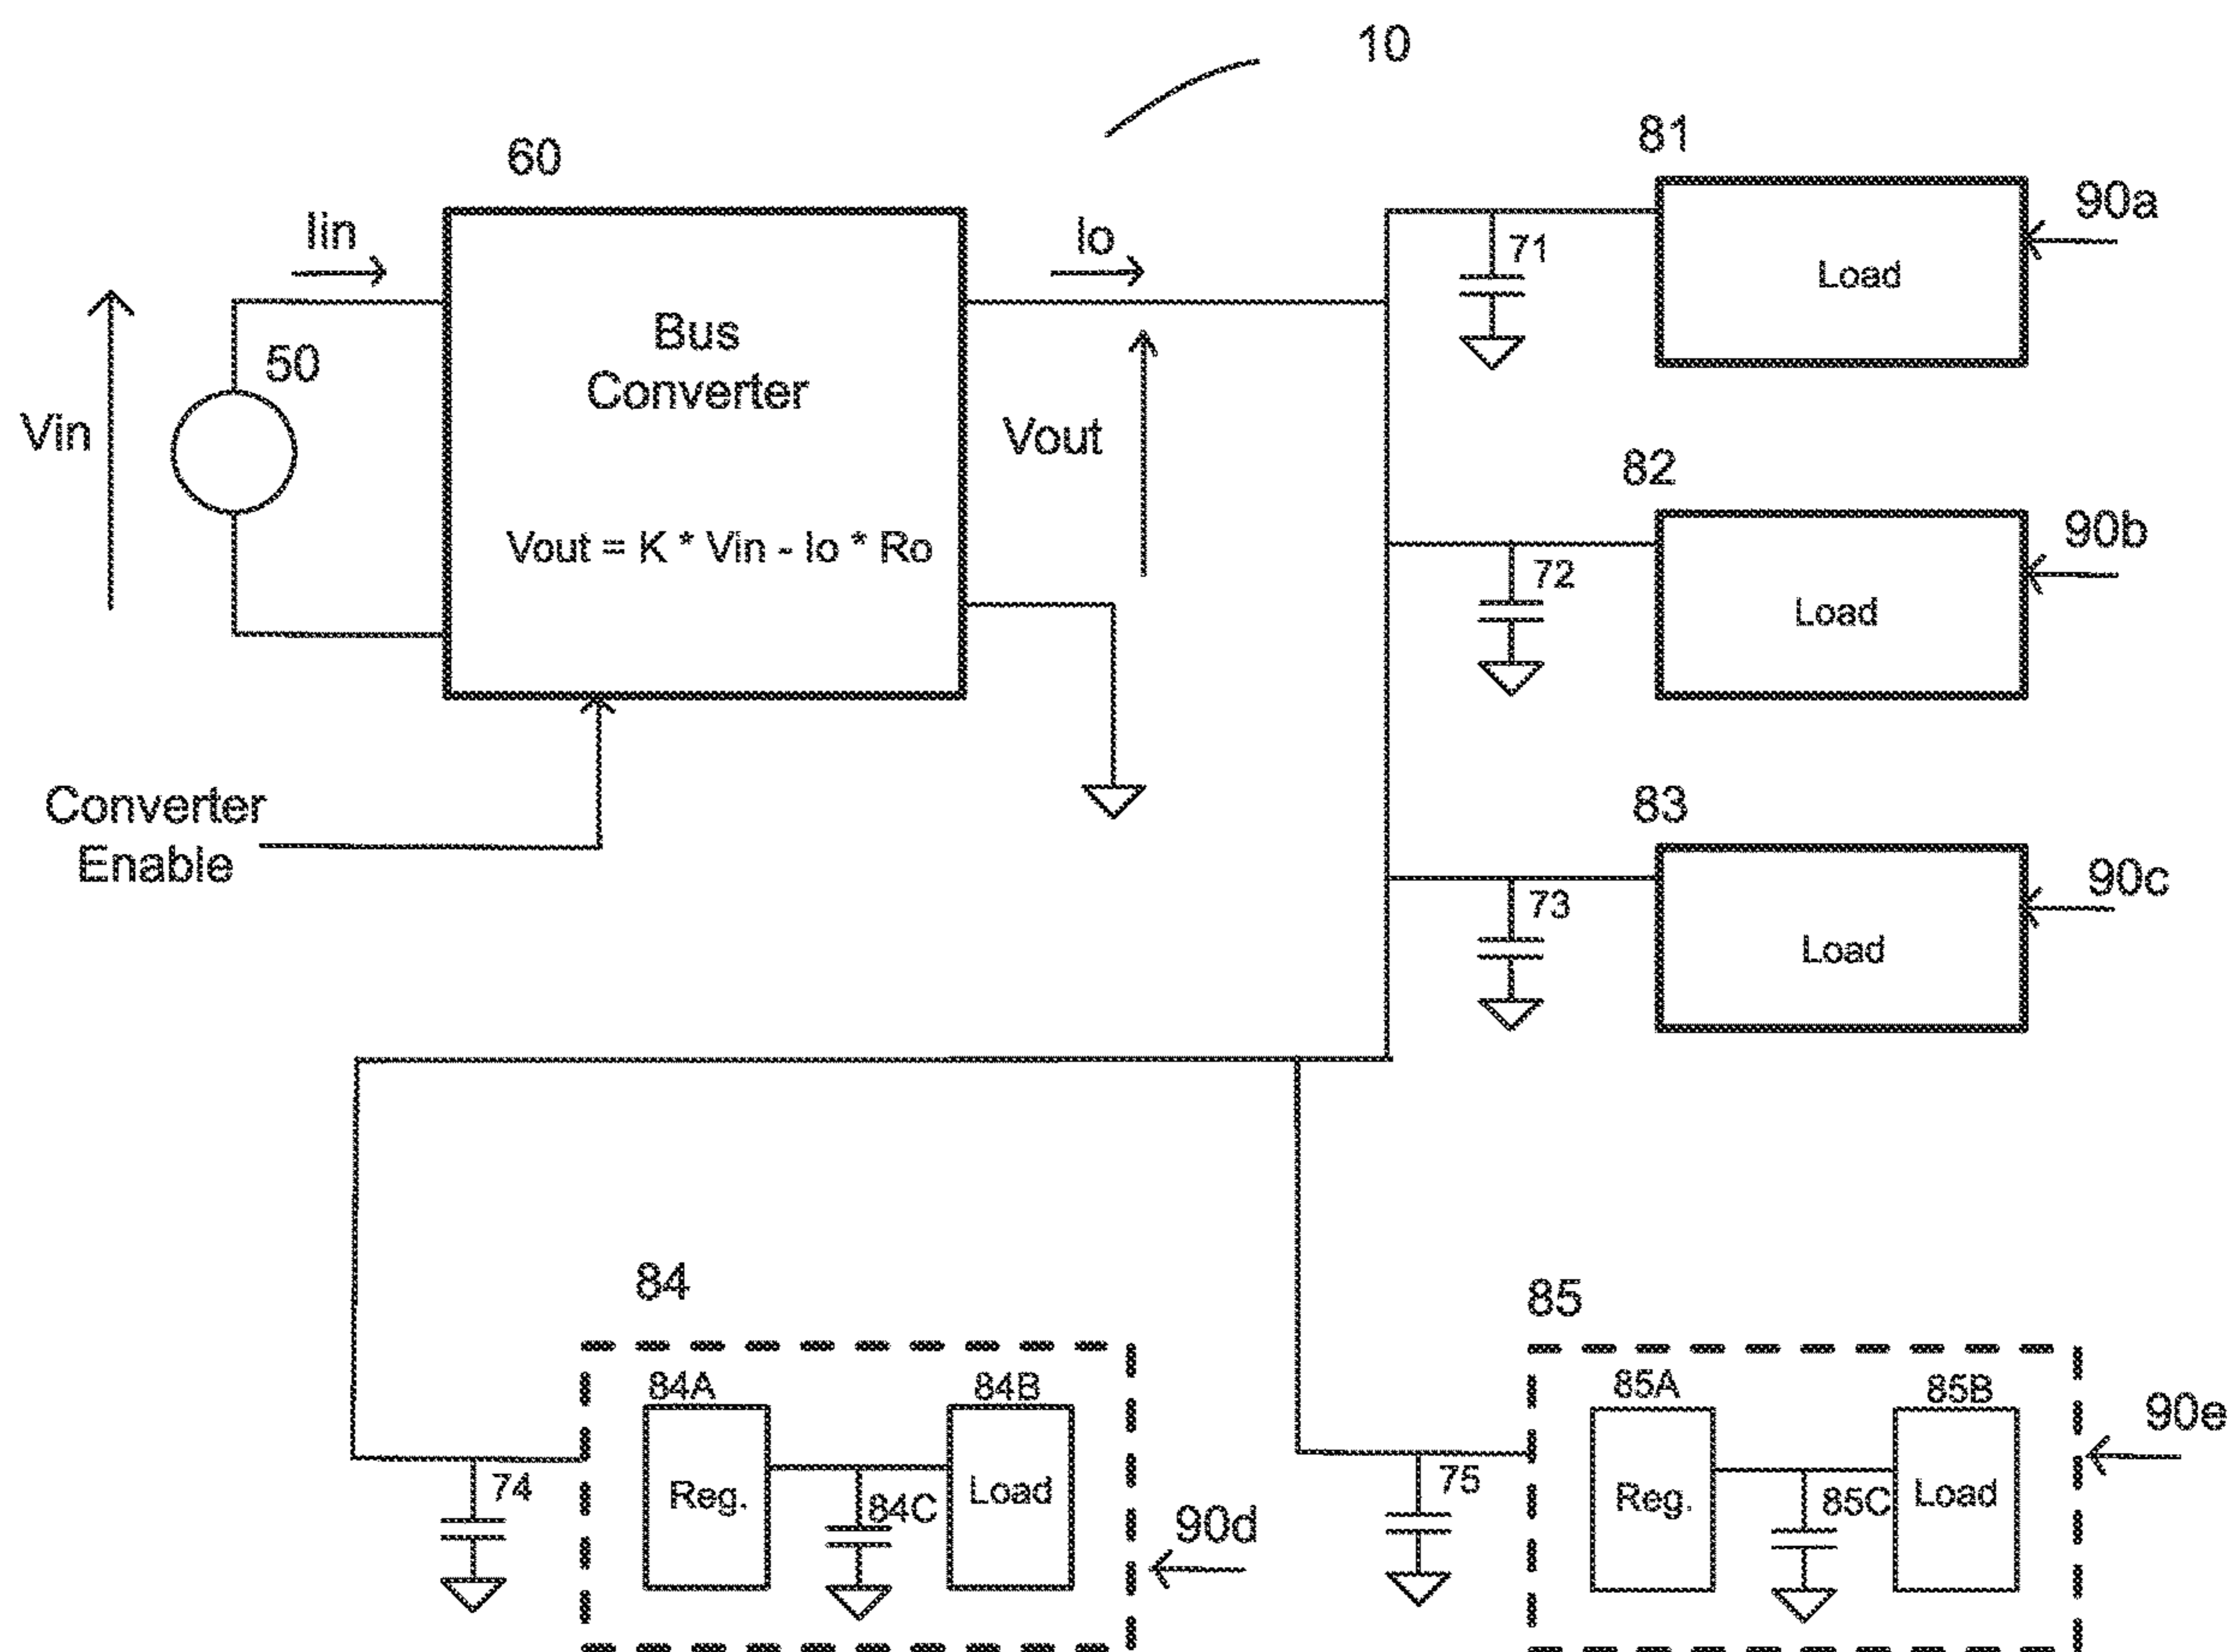 10
60
81
90a
Iin
Io
71
Load
Bus
Converter
50
Vin
Vout
82
90b
Vout = K * Vin - Io * Ro
72
Load
Converter
Enable
83
90c
73
Load
84
85
84A
84B
85A
85B
90e
74
Reg.
84C
Load
90d
75
Reg.
85C
Load